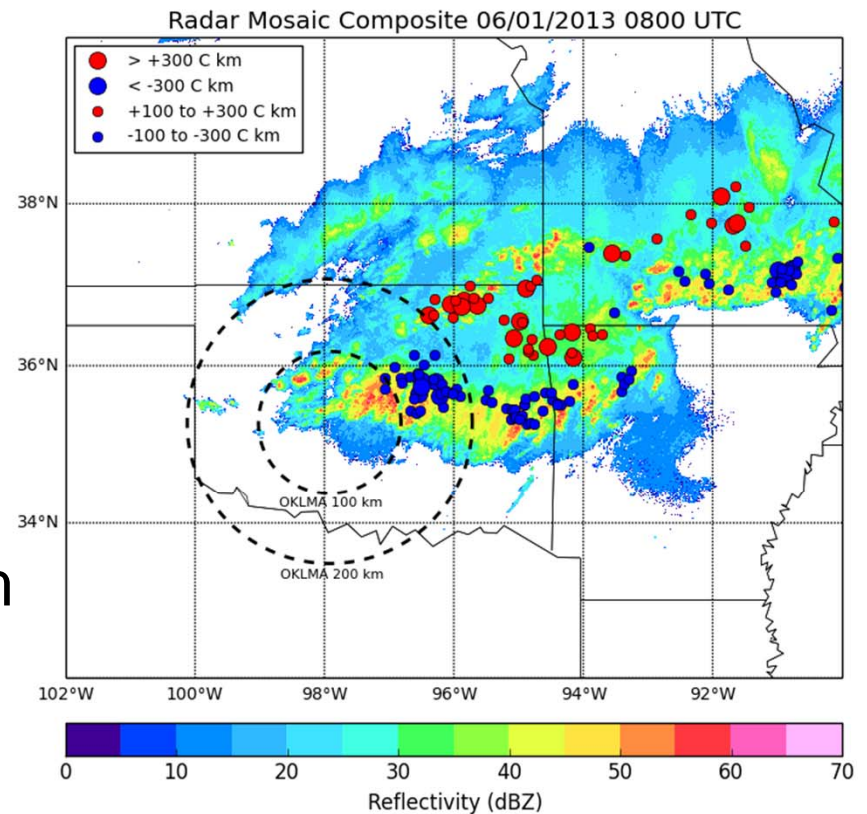 Radar Mosaic Composite 06/01/2013 0800 UTC
> +300 C km
< -300 C km
+100 to +300 C km
-100 to -300 C km
38°N
36°N
34°N
OKLMA 100 km
OKLMA 200 km
102°W 100°W 98°W 96°W 94°W 92°W
0 10 20 30 40 50 60 70
Reflectivity (dBZ)